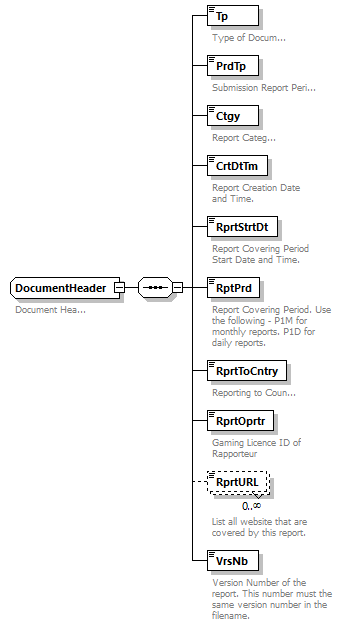 Tp
Type of Docum...
PrdTp
Submission Report Peri...
Ctgy
Report Categ...
CrtDtTm
Report Creation Date
and Time.
RprtStrtDt
Report Covering Period
Start Date and Time.
DocumentHeader
Document Hea...
RptPrd
Report Covering Period. Use
the following - P1M for
monthly reports. P1D for
daily reports.
RprtToCntry
Reporting to Coun...
RprtOprtr
Gaming Licence ID of
Rapporteur
RprtURL
0..∞
List all website that are
covered by this report.
VrsNb
Version Number of the
report. This number must the
same version number in the
filename.